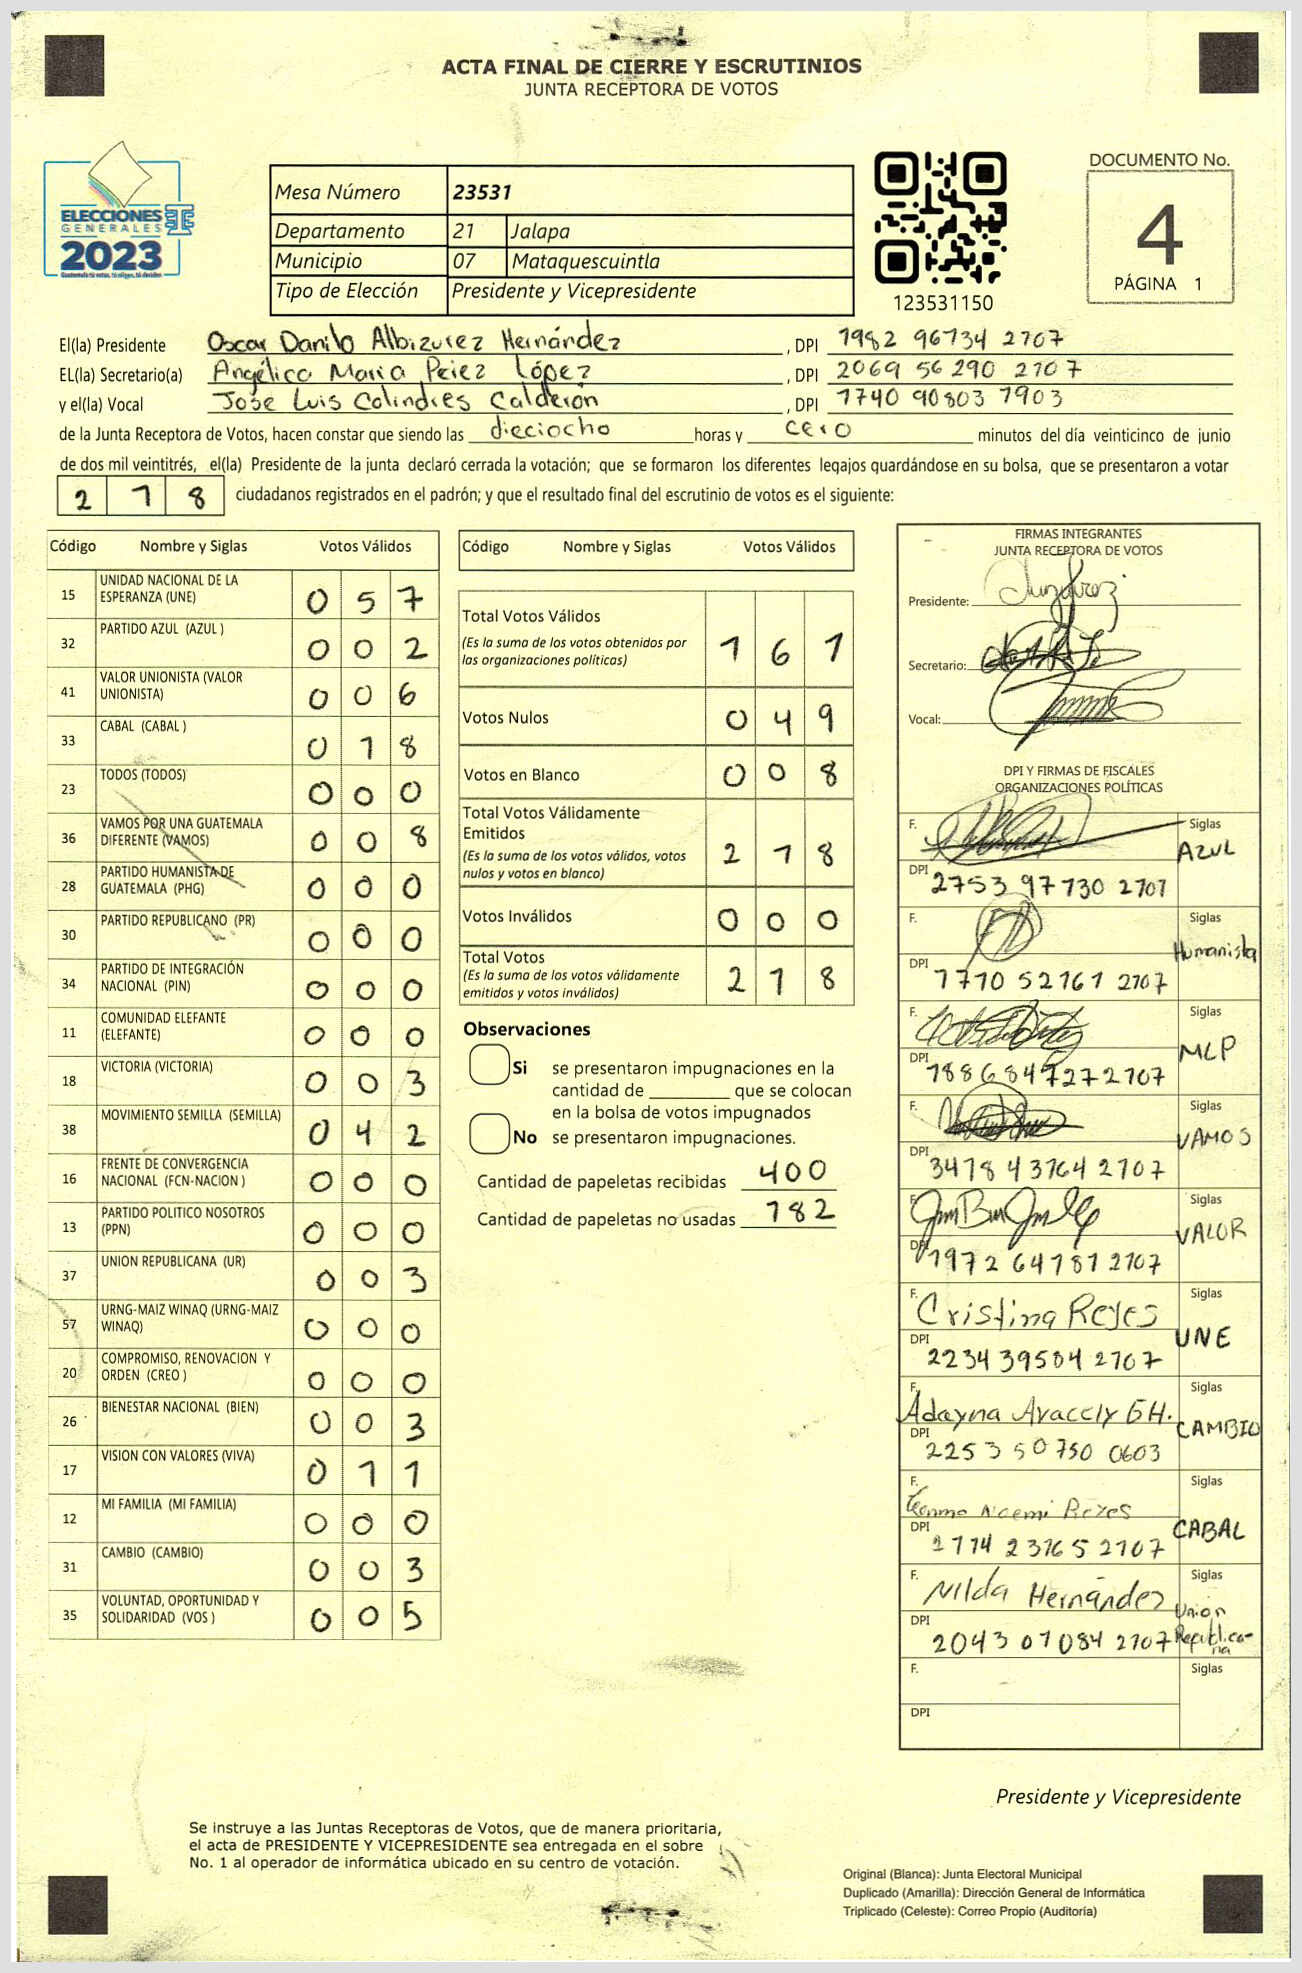 ACTA FINAL DE CIERRE Y ESCRUTINIOS
JUNTA RECEPTORA DE VOTOS
ELECCIONES
GENERALES
2023
Guatemala tú votas, tú eliges, tú decides
Mesa Número 23531
Departamento 21 Jalapa
Municipio 07 Mataquescuintla
Tipo de Elección Presidente y Vicepresidente
123531150
DOCUMENTO No.
4
PÁGINA 1
El(la) Presidente Oscar Danilo Albizurez Hernández , DPI 1982 96734 2107
EL(la) Secretario(a) Angélica Maria Perez López , DPI 2069 56290 2107
y el(la) Vocal Jose Luis Colindres Calderón , DPI 1740 90803 1903
de la Junta Receptora de Votos, hacen constar que siendo las dieciocho horas y cero minutos del día veinticinco de junio
de dos mil veintitrés, el(la) Presidente de la junta declaró cerrada la votación; que se formaron los diferentes legajos guardándose en su bolsa, que se presentaron a votar
2 1 8 ciudadanos registrados en el padrón; y que el resultado final del escrutinio de votos es el siguiente:
Código Nombre y Siglas Votos Válidos
15 UNIDAD NACIONAL DE LA ESPERANZA (UNE) 0 5 7
32 PARTIDO AZUL (AZUL ) 0 0 2
41 VALOR UNIONISTA (VALOR UNIONISTA) 0 0 6
33 CABAL (CABAL ) 0 1 8
23 TODOS (TODOS) 0 0 0
36 VAMOS POR UNA GUATEMALA DIFERENTE (VAMOS) 0 0 8
28 PARTIDO HUMANISTA DE GUATEMALA (PHG) 0 0 0
30 PARTIDO REPUBLICANO (PR) 0 0 0
34 PARTIDO DE INTEGRACIÓN NACIONAL (PIN) 0 0 0
11 COMUNIDAD ELEFANTE (ELEFANTE) 0 0 0
18 VICTORIA (VICTORIA) 0 0 3
38 MOVIMIENTO SEMILLA (SEMILLA) 0 4 2
16 FRENTE DE CONVERGENCIA NACIONAL (FCN-NACION ) 0 0 0
13 PARTIDO POLITICO NOSOTROS (PPN) 0 0 0
37 UNION REPUBLICANA (UR) 0 0 3
57 URNG-MAIZ WINAQ (URNG-MAIZ WINAQ) 0 0 0
20 COMPROMISO, RENOVACION Y ORDEN (CREO ) 0 0 0
26 BIENESTAR NACIONAL (BIEN) 0 0 3
17 VISION CON VALORES (VIVA) 0 1 1
12 MI FAMILIA (MI FAMILIA) 0 0 0
31 CAMBIO (CAMBIO) 0 0 3
35 VOLUNTAD, OPORTUNIDAD Y SOLIDARIDAD (VOS ) 0 0 5
Código Nombre y Siglas Votos Válidos
Total Votos Válidos
(Es la suma de los votos obtenidos por
las organizaciones políticas) 1 6 1
Votos Nulos 0 4 9
Votos en Blanco 0 0 8
Total Votos Válidamente
Emitidos
(Es la suma de los votos válidos, votos
nulos y votos en blanco) 2 1 8
Votos Inválidos 0 0 0
Total Votos
(Es la suma de los votos válidamente
emitidos y votos inválidos) 2 1 8
Observaciones
Si se presentaron impugnaciones en la
cantidad de ________ que se colocan
en la bolsa de votos impugnados
No se presentaron impugnaciones.
Cantidad de papeletas recibidas 400
Cantidad de papeletas no usadas 182
FIRMAS INTEGRANTES
JUNTA RECEPTORA DE VOTOS
Presidente:
Secretario:
Vocal:
DPI Y FIRMAS DE FISCALES
ORGANIZACIONES POLÍTICAS
F. Siglas AZUL
DPI 2753 97730 2107
F. Siglas Humanista
DPI 1770 52161 2107
F. Siglas MLP
DPI 1886 84727 2107
F. Siglas VAMOS
DPI 3418 43164 2107
F. Siglas VALOR
DPI 1972 64181 2107
F. Cristina Reyes Siglas UNE
DPI 2234 39504 2107
F. Adayna Aracely G H. Siglas CAMBIO
DPI 2253 50750 0603
F. Noemi Reyes Siglas CABAL
DPI 23165 2107
F. Nilda Hernández Siglas Union Republicana
DPI 2043 07084 2107
F. Siglas
DPI
Presidente y Vicepresidente
Se instruye a las Juntas Receptoras de Votos, que de manera prioritaria,
el acta de PRESIDENTE Y VICEPRESIDENTE sea entregada en el sobre
No. 1 al operador de informática ubicado en su centro de votación.
Original (Blanca): Junta Electoral Municipal
Duplicado (Amarilla): Dirección General de Informática
Triplicado (Celeste): Correo Propio (Auditoría)